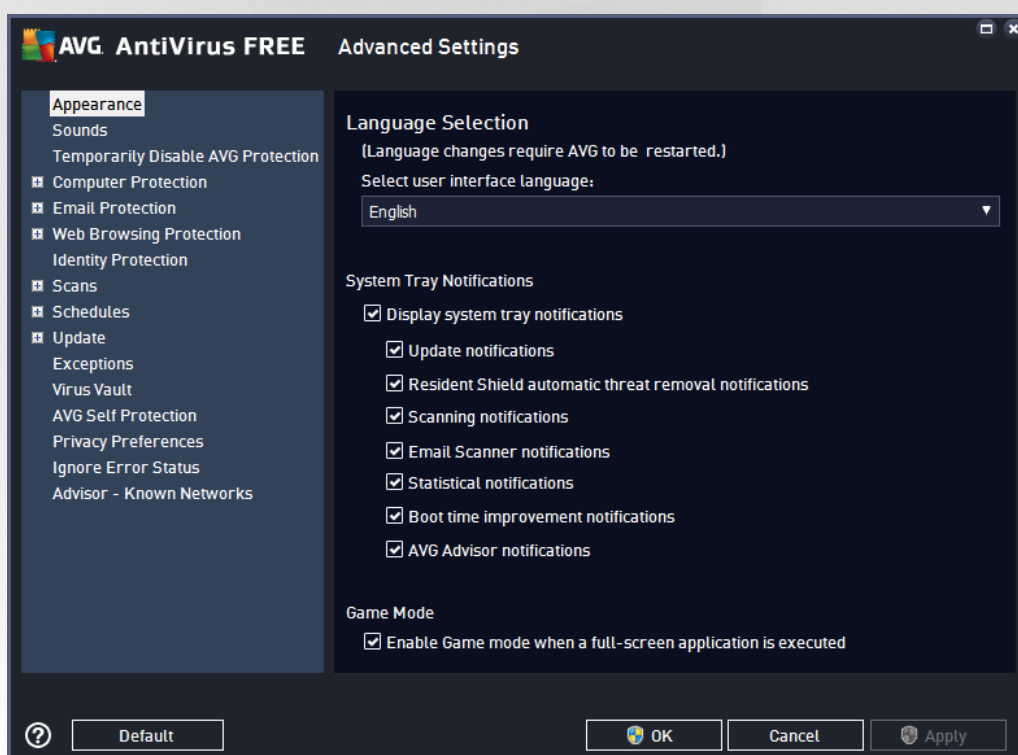 AVG. AntiVirus FREE Advanced Settings
Appearance
Sounds
Temporarily Disable AVG Protection
Computer Protection
Email Protection
Web Browsing Protection
Identity Protection
Scans
Schedules
Update
Exceptions
Virus Vault
AVG Self Protection
Privacy Preferences
Ignore Error Status
Advisor - Known Networks
Language Selection
(Language changes require AVG to be restarted.)
Select user interface language:
English
System Tray Notifications
Display system tray notifications
Update notifications
Resident Shield automatic threat removal notifications
Scanning notifications
Email Scanner notifications
Statistical notifications
Boot time improvement notifications
AVG Advisor notifications
Game Mode
Enable Game mode when a full-screen application is executed
? Default OK Cancel Apply